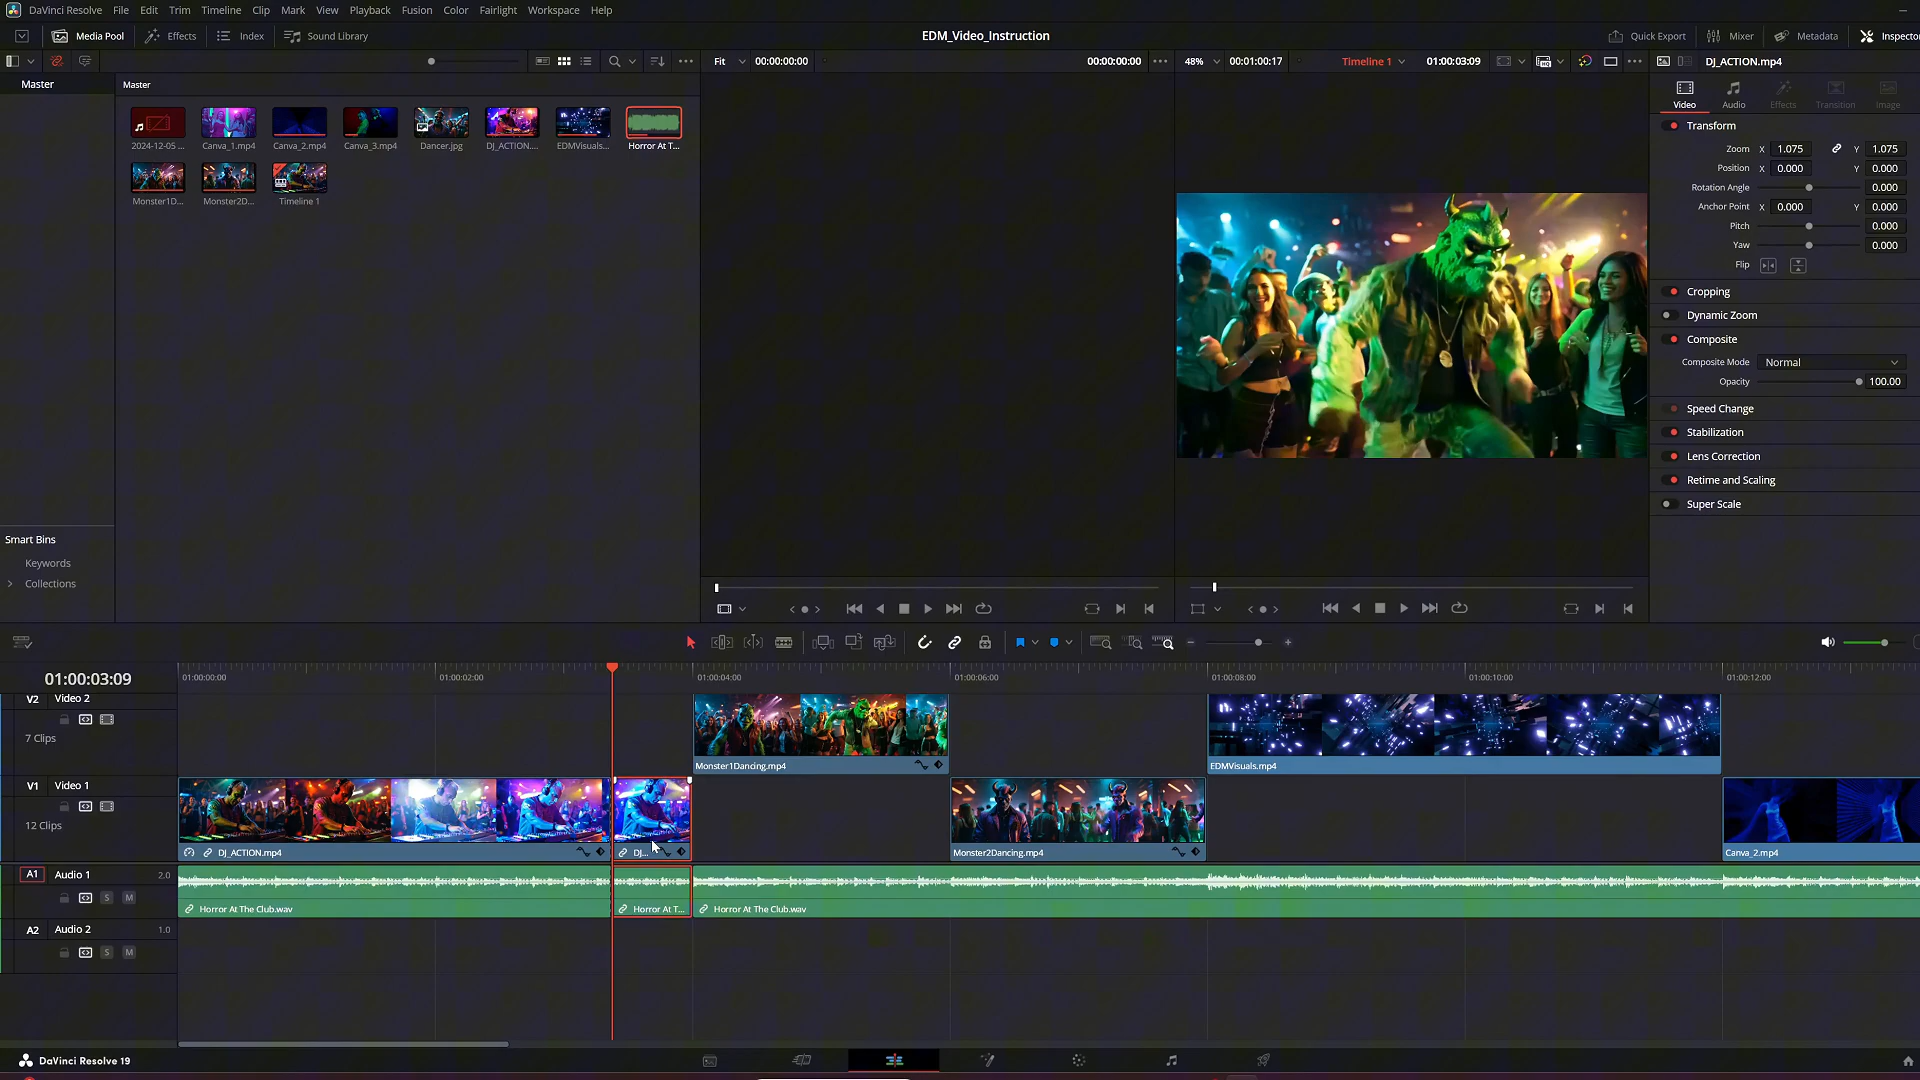 DaVinci Resolve File Edit Trim Timeline Clip Mark View Playback Fusion Color Fairlight Workspace Help
Media Pool Effects Index Sound Library EDM_Video_Instruction Quick Export Mixer Metadata Inspector
Fit 00:00:00:00 00:00:00:00 48% 00:01:00:17 Timeline 1 01:00:03:09 DJ_ACTION.mp4
Master Master
Video Audio Effects Transition Image
2024-12-05 ... Canva_1.mp4 Canva_2.mp4 Canva_3.mp4 Dancer.jpg DJ_ACTION.... EDMVisuals... Horror At T...
Monster1D... Monster2D... Timeline 1
Transform
Zoom X 1.075 Y 1.075
Position X 0.000 Y 0.000
Rotation Angle 0.000
Anchor Point X 0.000 Y 0.000
Pitch 0.000
Yaw 0.000
Flip
Cropping
Dynamic Zoom
Composite
Composite Mode Normal
Opacity 100.00
Speed Change
Stabilization
Lens Correction
Retime and Scaling
Super Scale
Smart Bins
Keywords
Collections
01:00:03:09 01:00:00:00 01:00:02:00 01:00:04:00 01:00:06:00 01:00:08:00 01:00:10:00 01:00:12:00
V2 Video 2
7 Clips
Monster1Dancing.mp4 EDMVisuals.mp4
V1 Video 1
12 Clips
DJ_ACTION.mp4 DJ... Monster2Dancing.mp4 Canva_2.mp4
A1 Audio 1 2.0
S M
Horror At The Club.wav Horror At T... Horror At The Club.wav
A2 Audio 2 1.0
S M
DaVinci Resolve 19